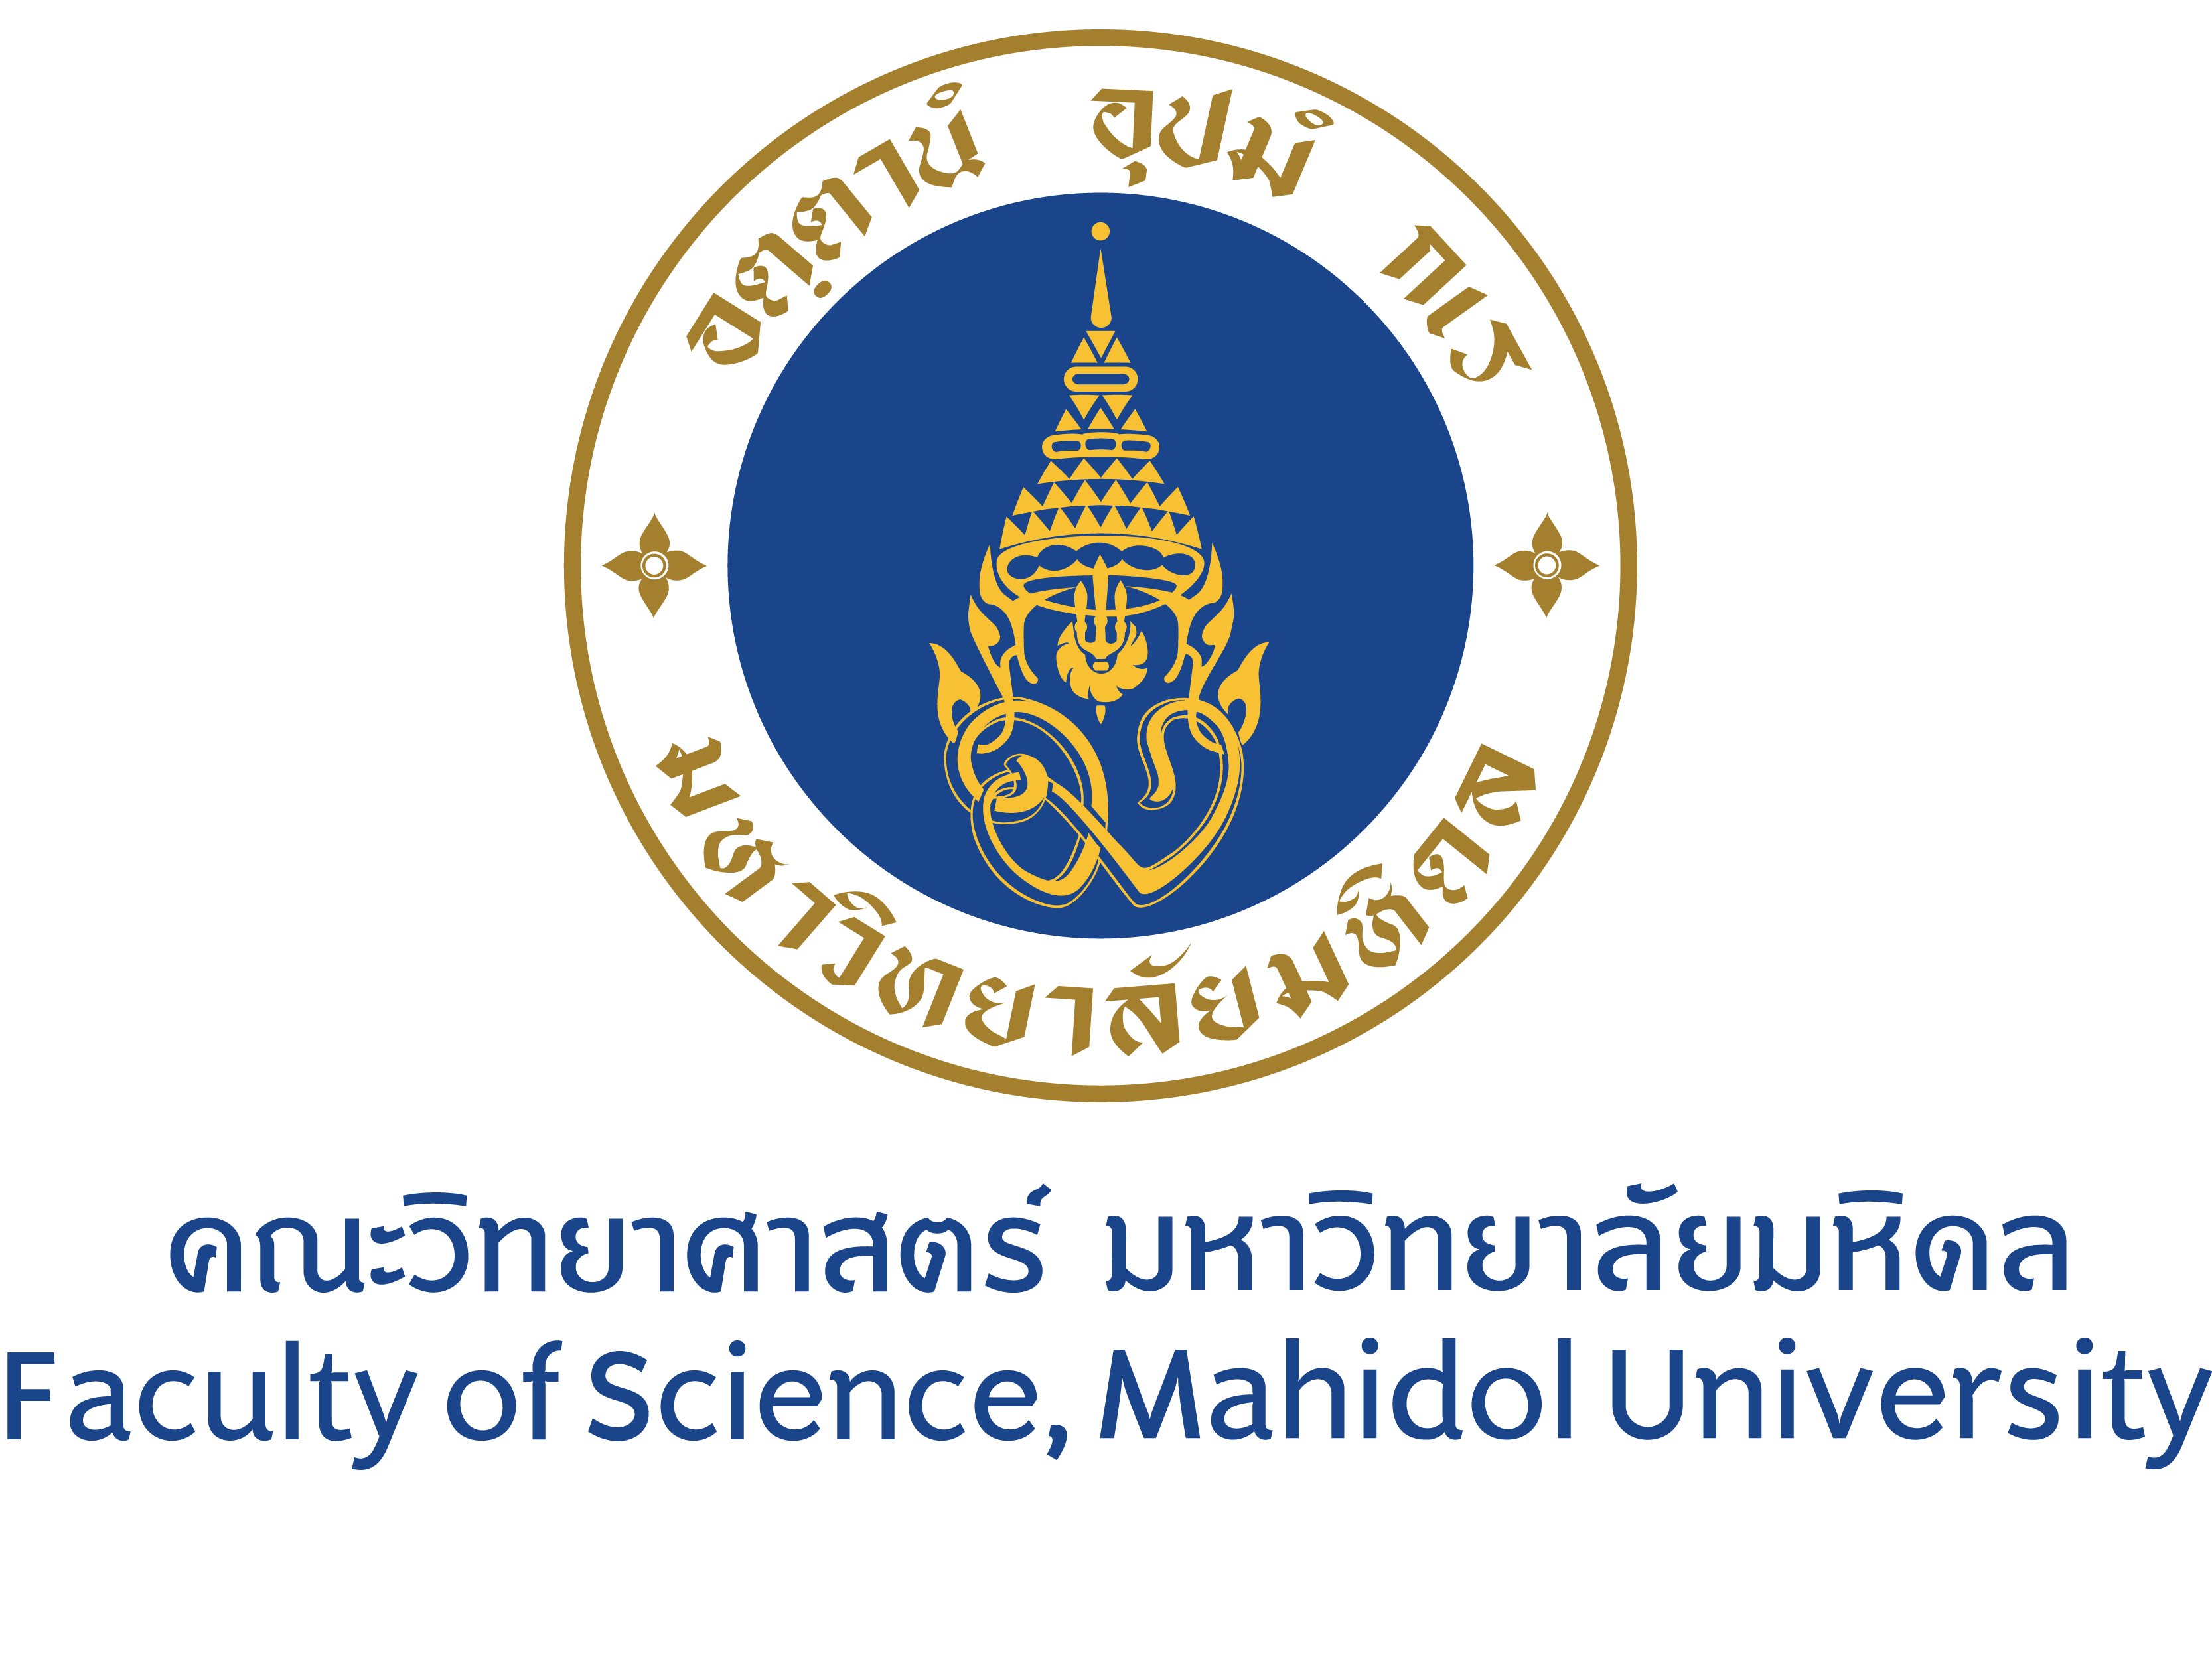 อตฺตานํ อุปมํ กเร
มหาวิทยาลัยมหิดล
คณะวิทยาศาสตร์ มหาวิทยาลัยมหิดล
Faculty of Science, Mahidol University